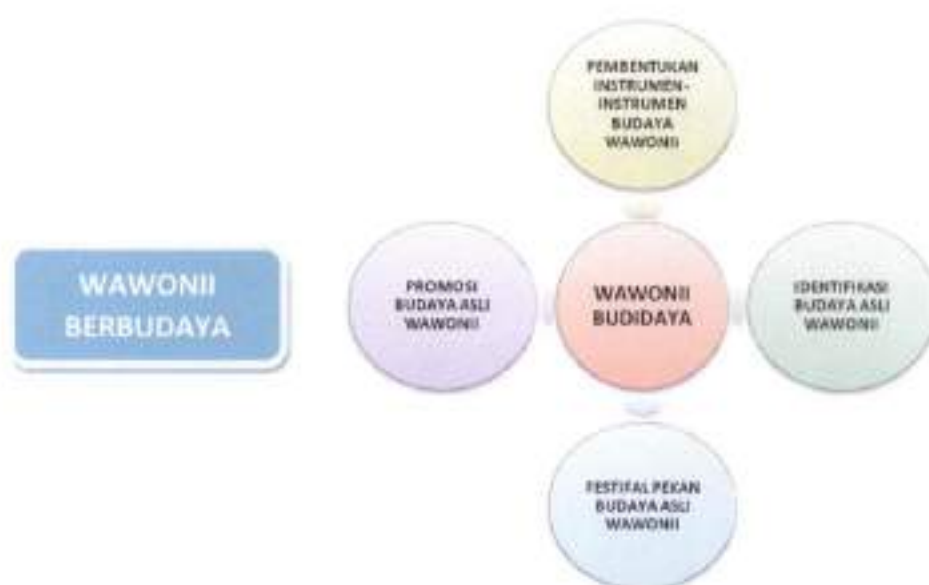 PEMBENTUKAN
INSTRUMEN-
INSTRUMEN
BUDAYA
WAWONII
WAWONII
BERBUDAYA
PROMOSI
BUDAYA ASLI
WAWONII
WAWONII
BUDIDAYA
IDENTIFIKASI
BUDAYA ASLI
WAWONII
FESTIFAL PEKAN
BUDAYA ASLI
WAWONII